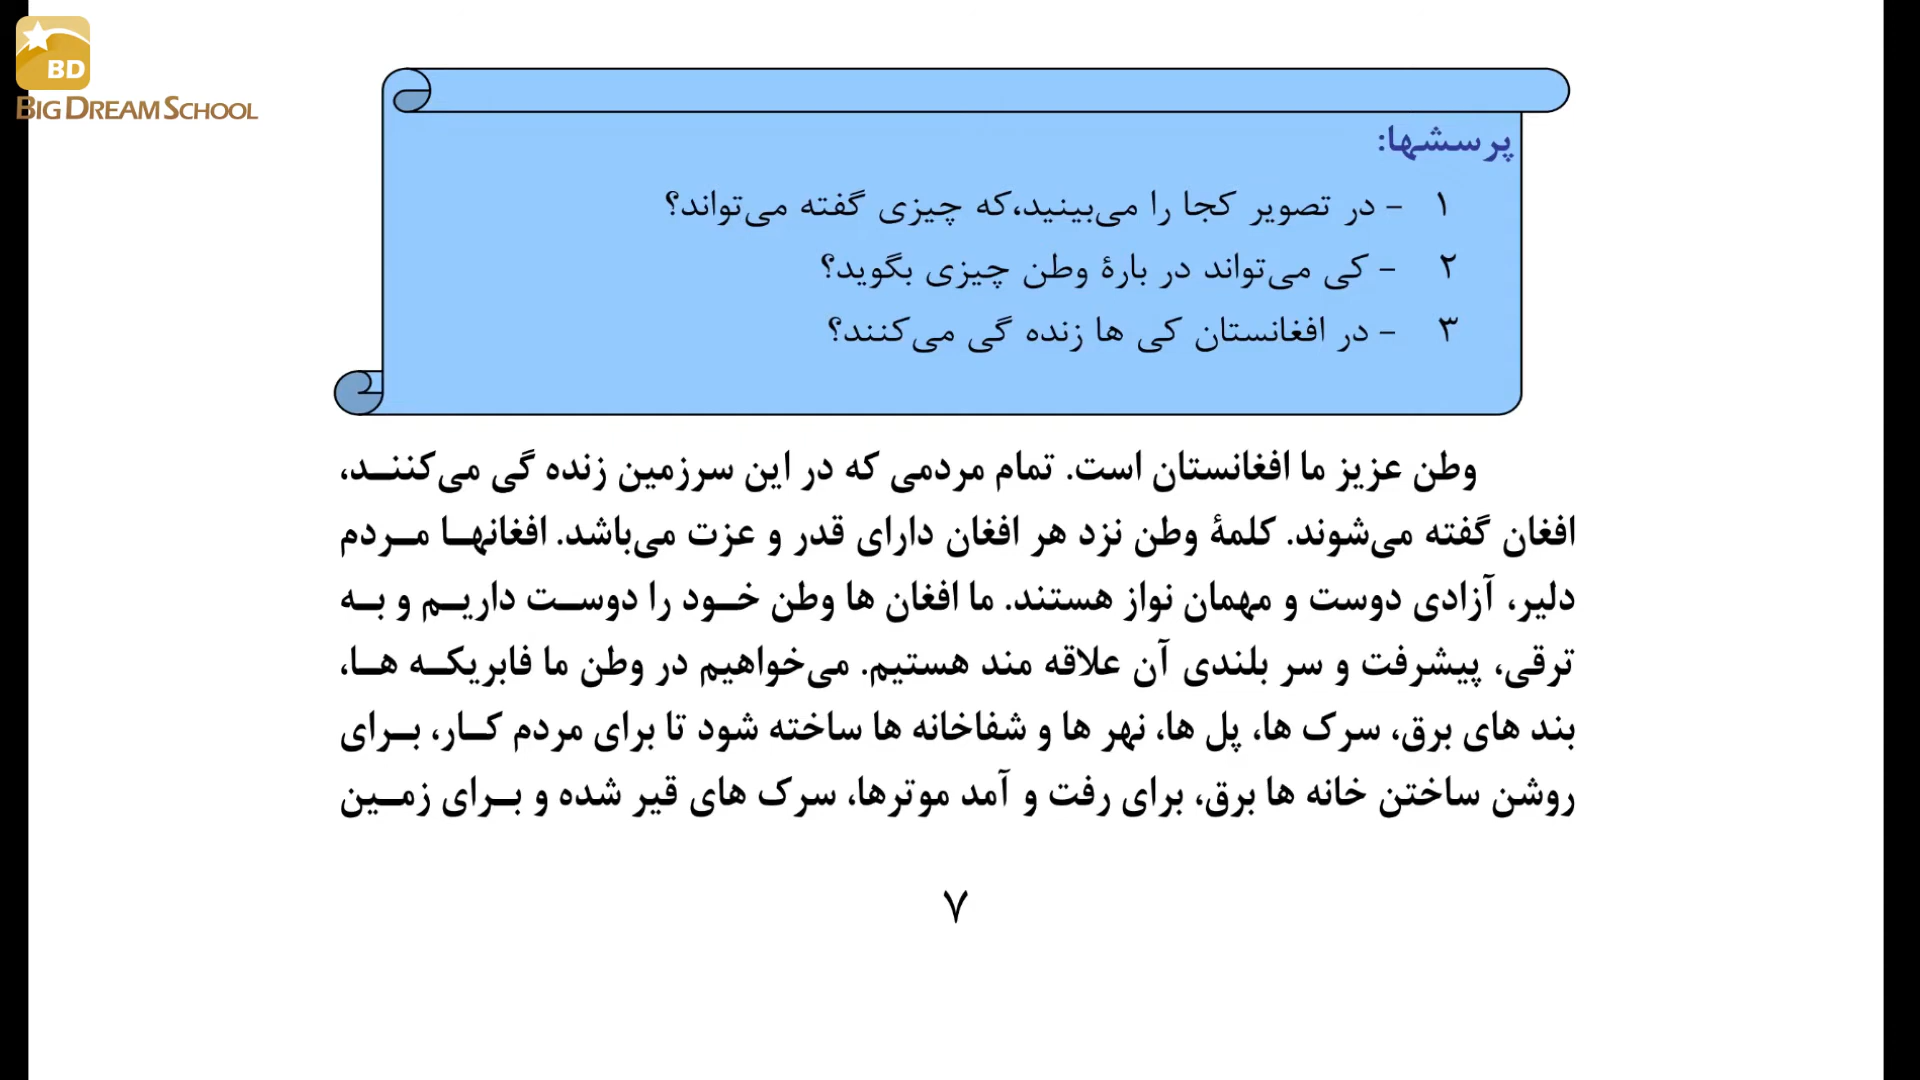 BD
BIG DREAM SCHOOL
پرسشها:
۱ - در تصویر کجا را می‌بینید،که چیزی گفته می‌تواند؟
۲ - کی می‌تواند در بارهٔ وطن چیزی بگوید؟
۳ - در افغانستان کی ها زنده گی می‌کنند؟
وطن عزیز ما افغانستان است. تمام مردمی که در این سرزمین زنده گی می‌کننـد،
افغان گفته می‌شوند. کلمهٔ وطن نزد هر افغان دارای قدر و عزت می‌باشد. افغانهـا مـردم
دلیر، آزادی دوست و مهمان نواز هستند. ما افغان ها وطن خـود را دوسـت داریـم و بـه
ترقی، پیشرفت و سر بلندی آن علاقه مند هستیم. می‌خواهیم در وطن ما فابریکـه هـا،
بند های برق، سرک ها، پل ها، نهر ها و شفاخانه ها ساخته شود تا برای مردم کـار، بـرای
روشن ساختن خانه ها برق، برای رفت و آمد موترها، سرک های قیر شده و بـرای زمـین
۷